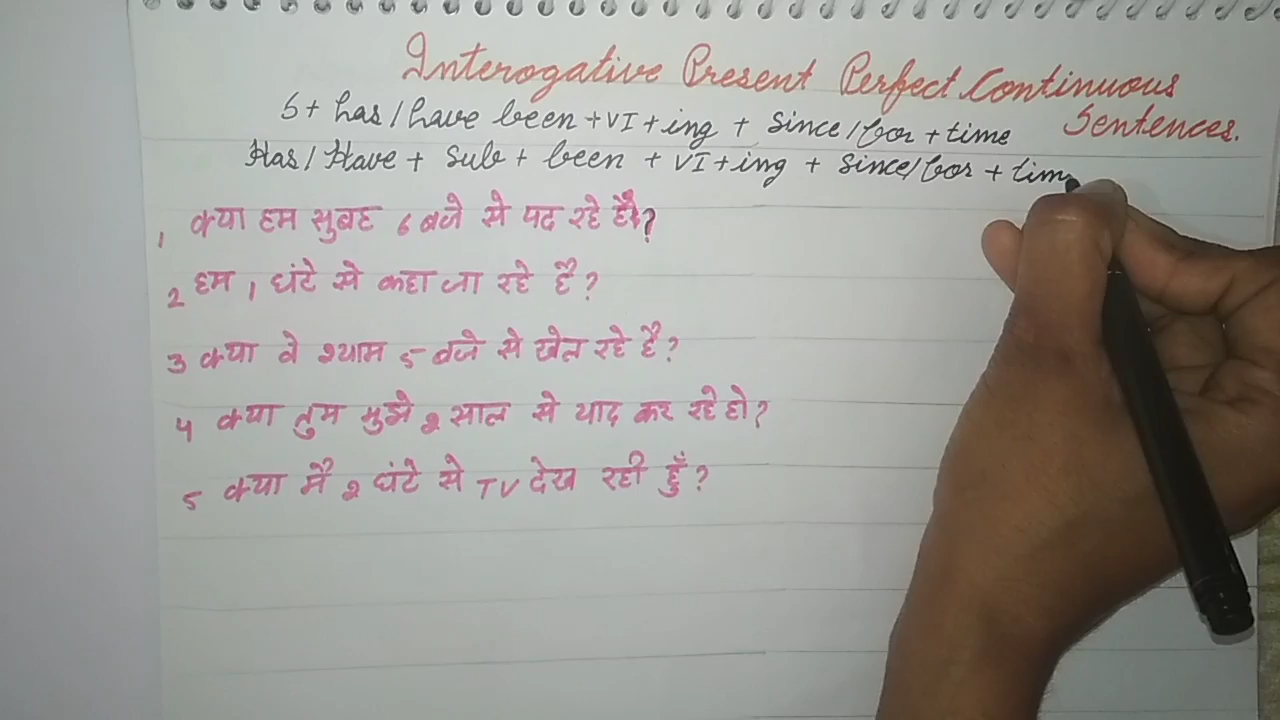 Interogative Present Perfect Continuous
Sentences.
S+ has/have been +VI+ing + Since/for + time
Has/Have + Sub + been + VI+ing + Since/for + tim
1 क्या हम सुबह 6 बजे से पढ रहे हैं?
2 हम 1 घंटे से कहा जा रहे है?
3 क्या वे श्याम 5 बजे से खेल रहे है?
4 क्या तुम मुझे 2 साल से याद कर रहे हो?
5 क्या मै 2 घंटे से TV देख रही हुँ?